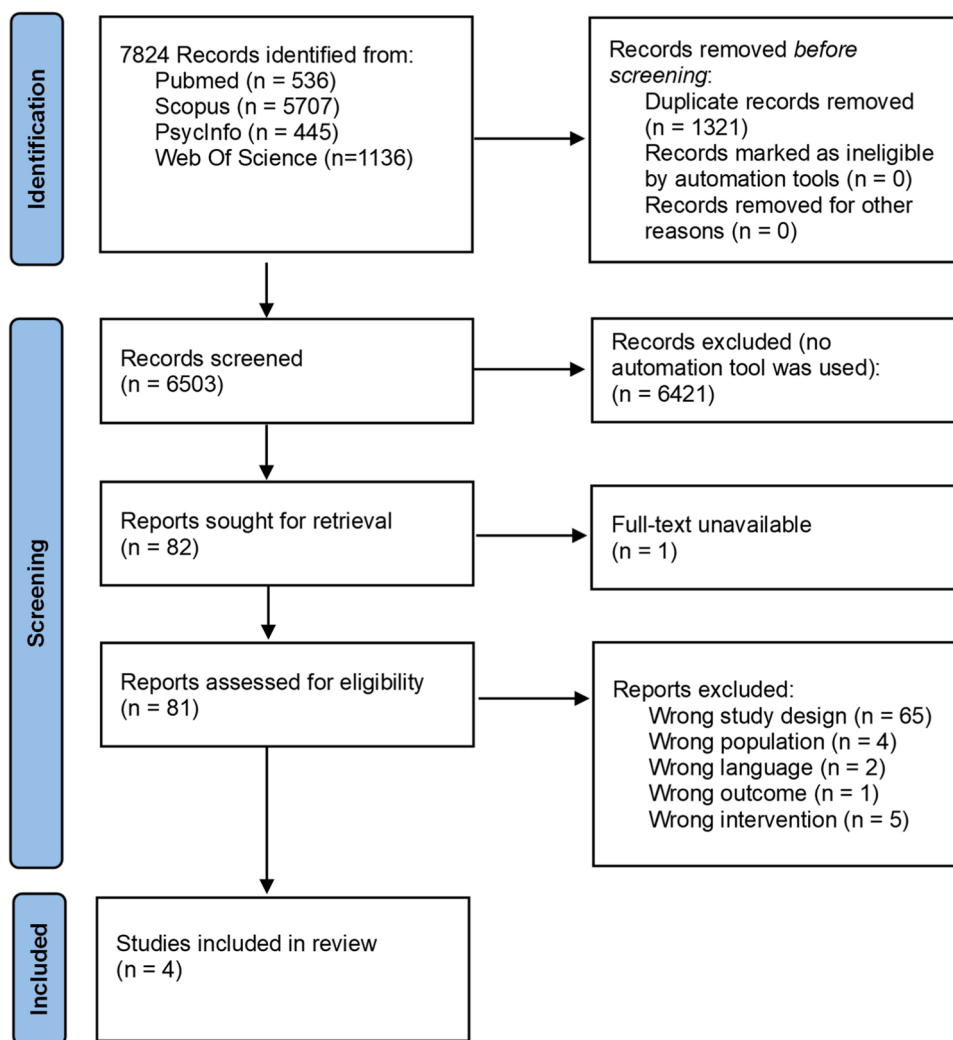 Identification
7824 Records identified from:
Pubmed (n = 536)
Scopus (n = 5707)
PsycInfo (n = 445)
Web Of Science (n=1136)
Records removed before
screening:
Duplicate records removed
(n = 1321)
Records marked as ineligible
by automation tools (n = 0)
Records removed for other
reasons (n = 0)
Screening
Records screened
(n = 6503)
Records excluded (no
automation tool was used):
(n = 6421)
Reports sought for retrieval
(n = 82)
Full-text unavailable
(n = 1)
Reports assessed for eligibility
(n = 81)
Reports excluded:
Wrong study design (n = 65)
Wrong population (n = 4)
Wrong language (n = 2)
Wrong outcome (n = 1)
Wrong intervention (n = 5)
Included
Studies included in review
(n = 4)